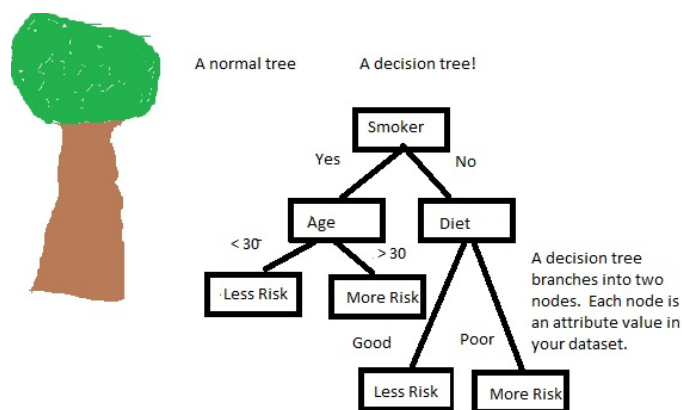 A normal tree
A decision tree!
Smoker
Yes
No
Age
Diet
< 30
> 30
Less Risk
More Risk
A decision tree
branches into two
nodes. Each node is
an attribute value in
your dataset.
Good
Poor
Less Risk
More Risk